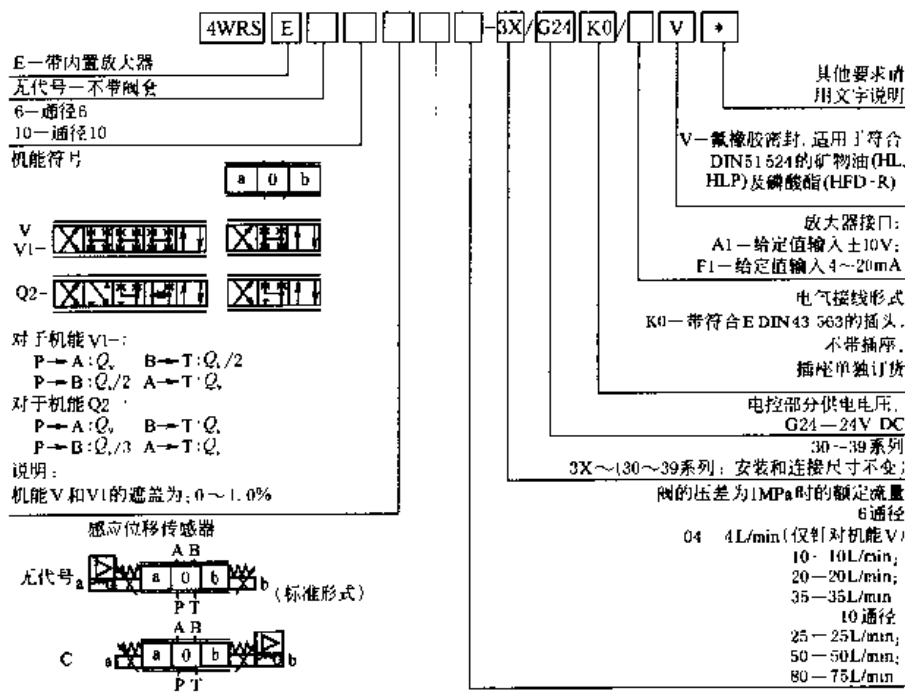 4WRS E -3X/ G24 K0 / V *
E—带内置放大器
无代号—不带阀套
6—通径6
10—通径10
机能符号
a 0 b
V
V1-
Q2-
对于机能V1-:
P→A:Qv B→T:Qv/2
P→B:Qv/2 A→T:Qv
对于机能Q2
P→A:Qv B→T:Qv
P→B:Qv/3 A→T:Qv
说明:
机能V和V1的遮盖为:0～1.0%
感应位移传感器
A B
无代号 a a 0 b b (标准形式)
P T
A B
C a a 0 b b
P T
其他要求请
用文字说明
V—氟橡胶密封,适用于符合
DIN51524的矿物油(HL,
HLP)及磷酸酯(HFD-R)
放大器接口:
A1—给定值输入±10V;
F1—给定值输入4～20mA
电气接线形式
K0—带符合E DIN 43 563的插头,
不带插座,
插座单独订货
电控部分供电电压,
G24—24V DC
30～39系列
3X～(30～39系列:安装和连接尺寸不变)
阀的压差为1MPa时的额定流量
6通径
04 4L/min(仅针对机能V)
10-10L/min;
20—20L/min;
35—35L/min
10通径
25—25L/min;
50—50L/min;
80—75L/min